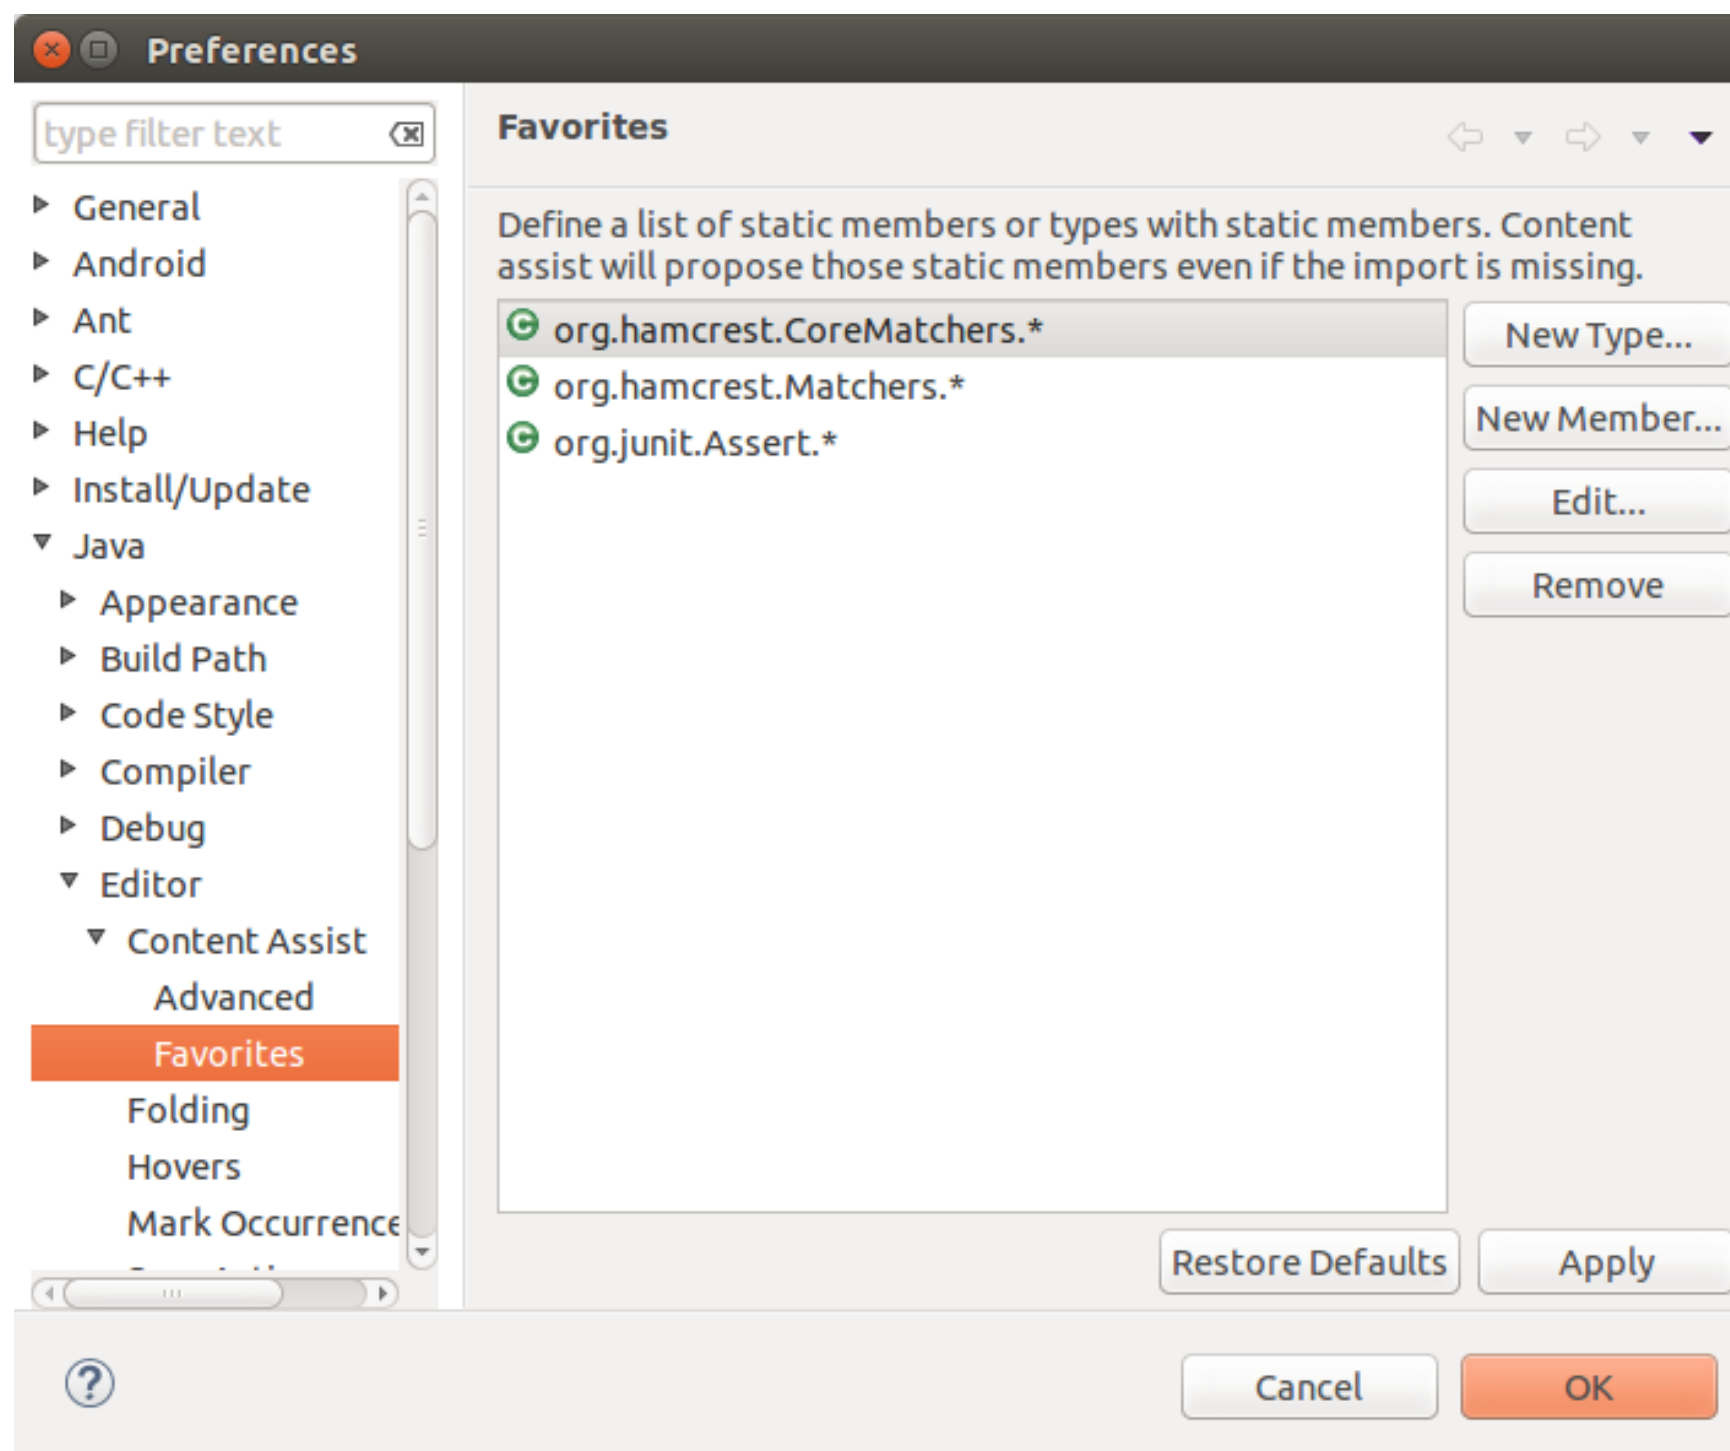 Preferences
type filter text
General
Android
Ant
C/C++
Help
Install/Update
Java
Appearance
Build Path
Code Style
Compiler
Debug
Editor
Content Assist
Advanced
Favorites
Folding
Hovers
Mark Occurrence
Favorites
Define a list of static members or types with static members. Content
assist will propose those static members even if the import is missing.
org.hamcrest.CoreMatchers.*
org.hamcrest.Matchers.*
org.junit.Assert.*
New Type...
New Member...
Edit...
Remove
Restore Defaults
Apply
Cancel
OK